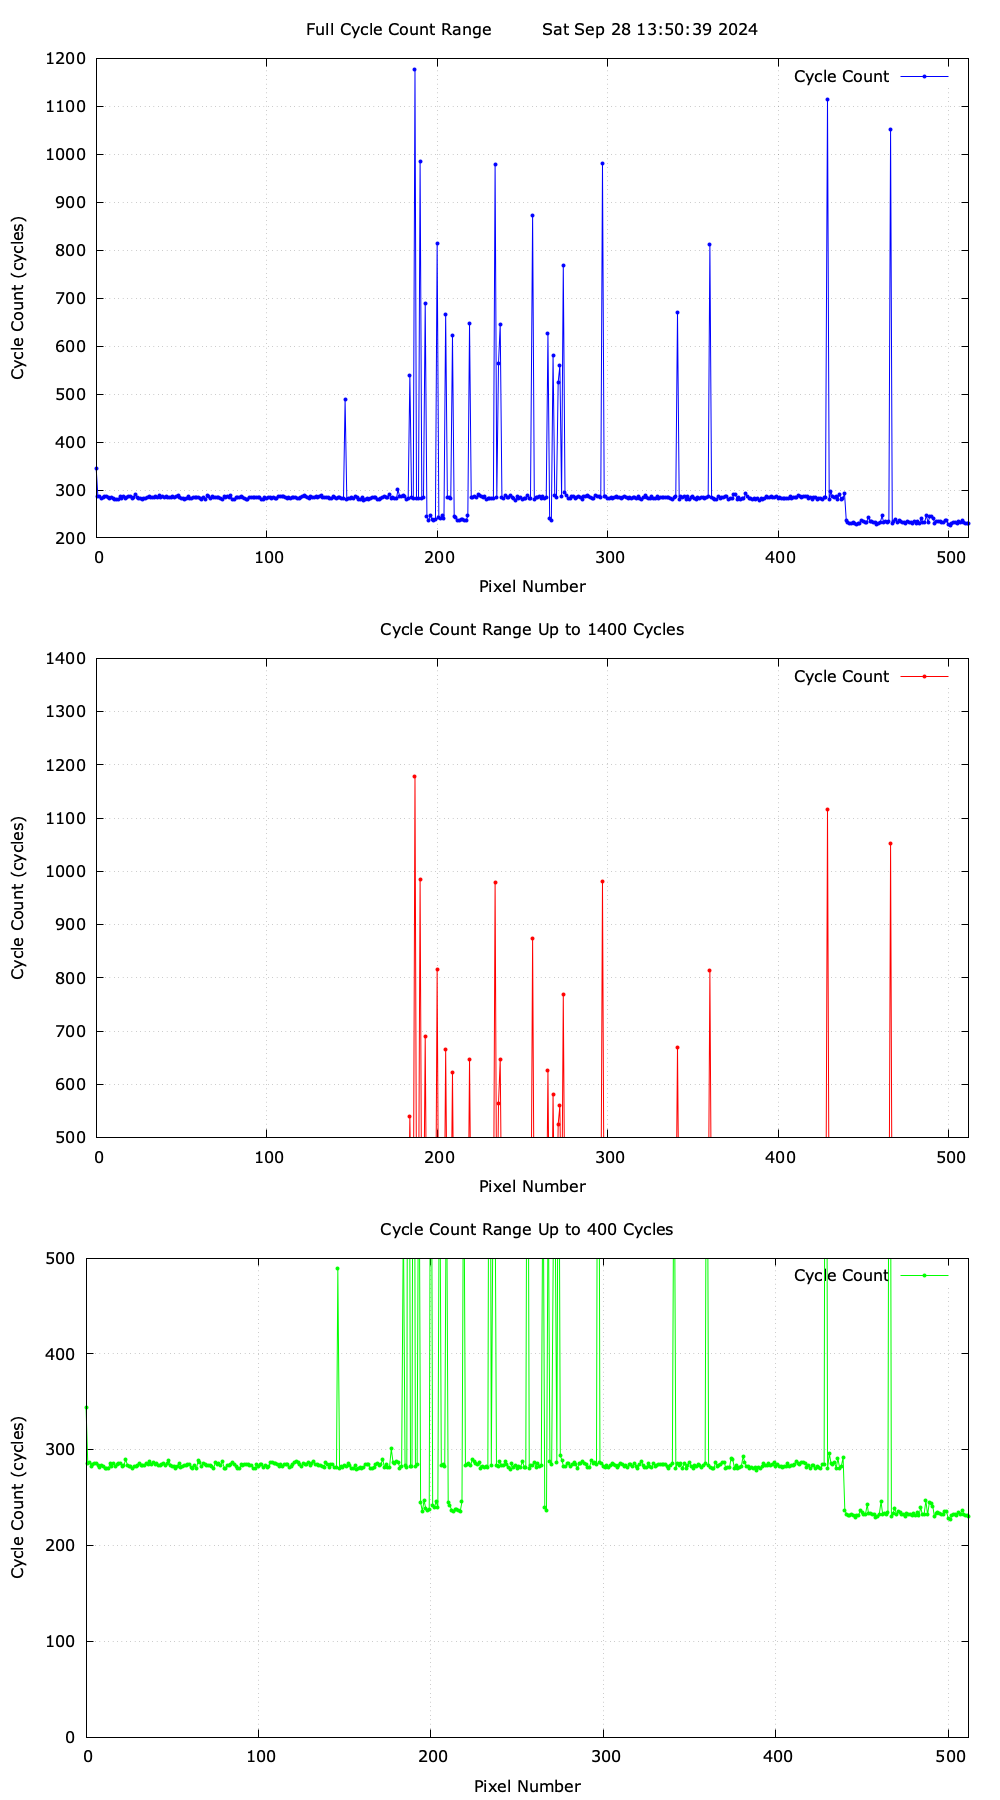 Full Cycle Count Range Sat Sep 28 13:50:39 2024
Cycle Count
1200
1100
1000
900
800
700
600
500
400
300
200
Cycle Count (cycles)
0 100 200 300 400 500
Pixel Number
Cycle Count Range Up to 1400 Cycles
Cycle Count
1400
1300
1200
1100
1000
900
800
700
600
500
Cycle Count (cycles)
0 100 200 300 400 500
Pixel Number
Cycle Count Range Up to 400 Cycles
Cycle Count
500
400
300
200
100
0
Cycle Count (cycles)
0 100 200 300 400 500
Pixel Number